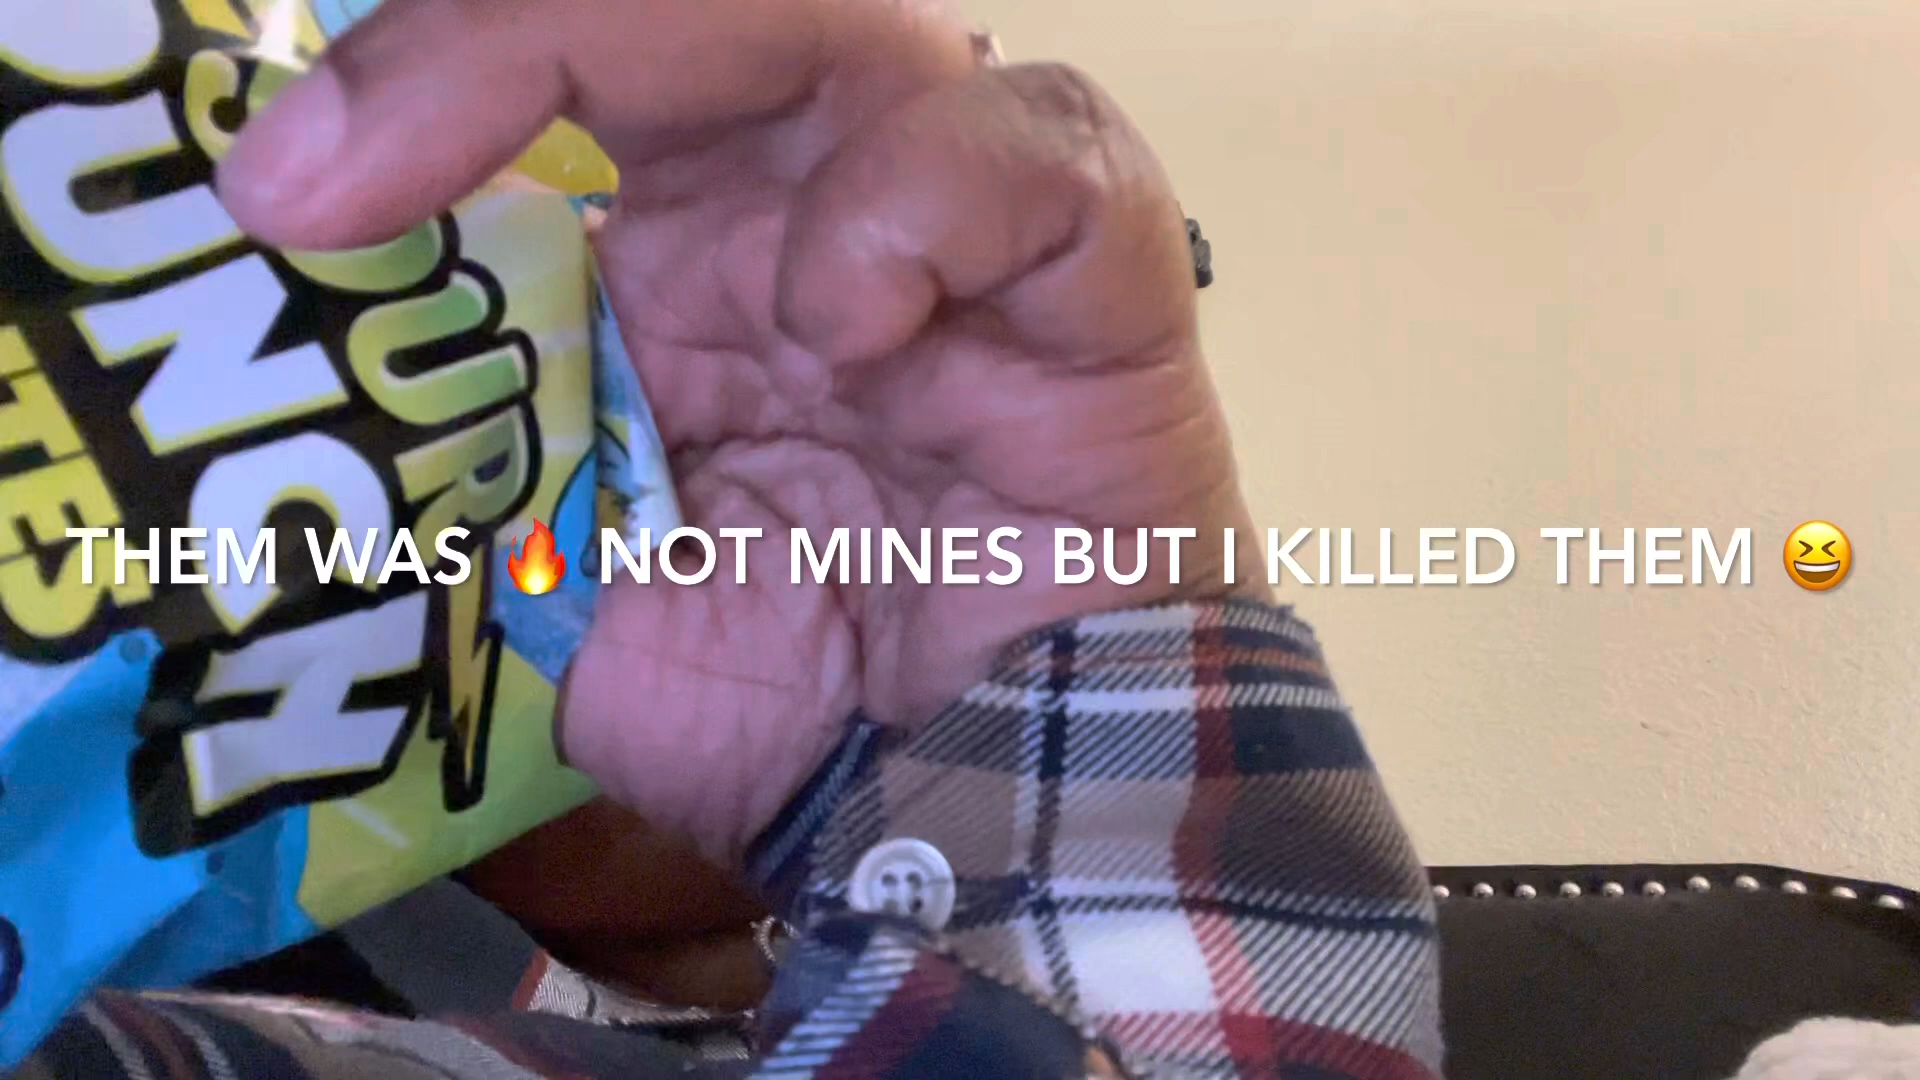 SOUR
PUNCH
THEM WAS 🔥 NOT MINES BUT I KILLED THEM 😆